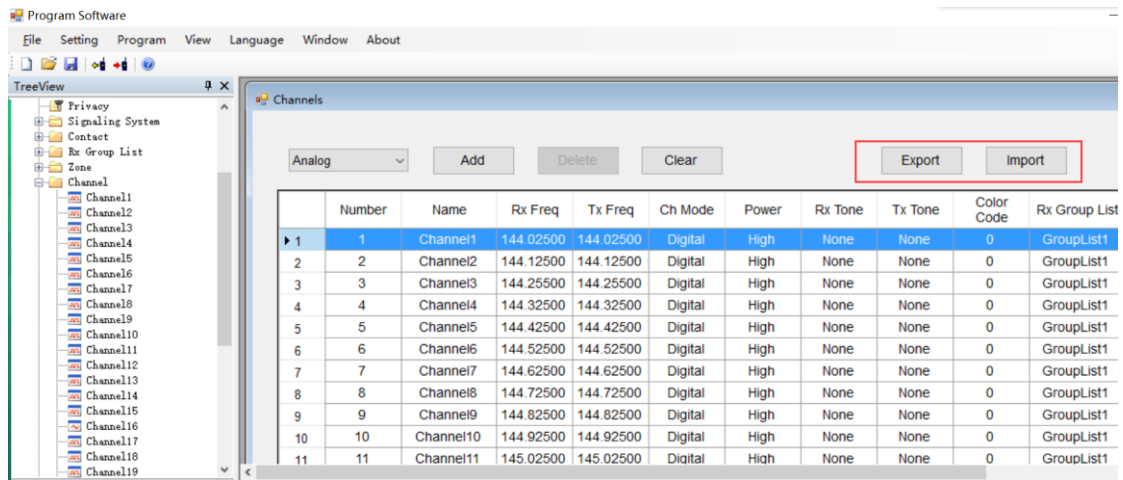 Program Software
File Setting Program View Language Window About
TreeView
Privacy
Signaling System
Contact
Rx Group List
Zone
Channel
Channel1
Channel2
Channel3
Channel4
Channel5
Channel6
Channel7
Channel8
Channel9
Channel10
Channel11
Channel12
Channel13
Channel14
Channel15
Channel16
Channel17
Channel18
Channel19
Channels
Analog Add Delete Clear Export Import
Number Name Rx Freq Tx Freq Ch Mode Power Rx Tone Tx Tone Color Code Rx Group List
1 1 Channel1 144.02500 144.02500 Digital High None None 0 GroupList1
2 2 Channel2 144.12500 144.12500 Digital High None None 0 GroupList1
3 3 Channel3 144.25500 144.25500 Digital High None None 0 GroupList1
4 4 Channel4 144.32500 144.32500 Digital High None None 0 GroupList1
5 5 Channel5 144.42500 144.42500 Digital High None None 0 GroupList1
6 6 Channel6 144.52500 144.52500 Digital High None None 0 GroupList1
7 7 Channel7 144.62500 144.62500 Digital High None None 0 GroupList1
8 8 Channel8 144.72500 144.72500 Digital High None None 0 GroupList1
9 9 Channel9 144.82500 144.82500 Digital High None None 0 GroupList1
10 10 Channel10 144.92500 144.92500 Digital High None None 0 GroupList1
11 11 Channel11 145.02500 145.02500 Digital High None None 0 GroupList1